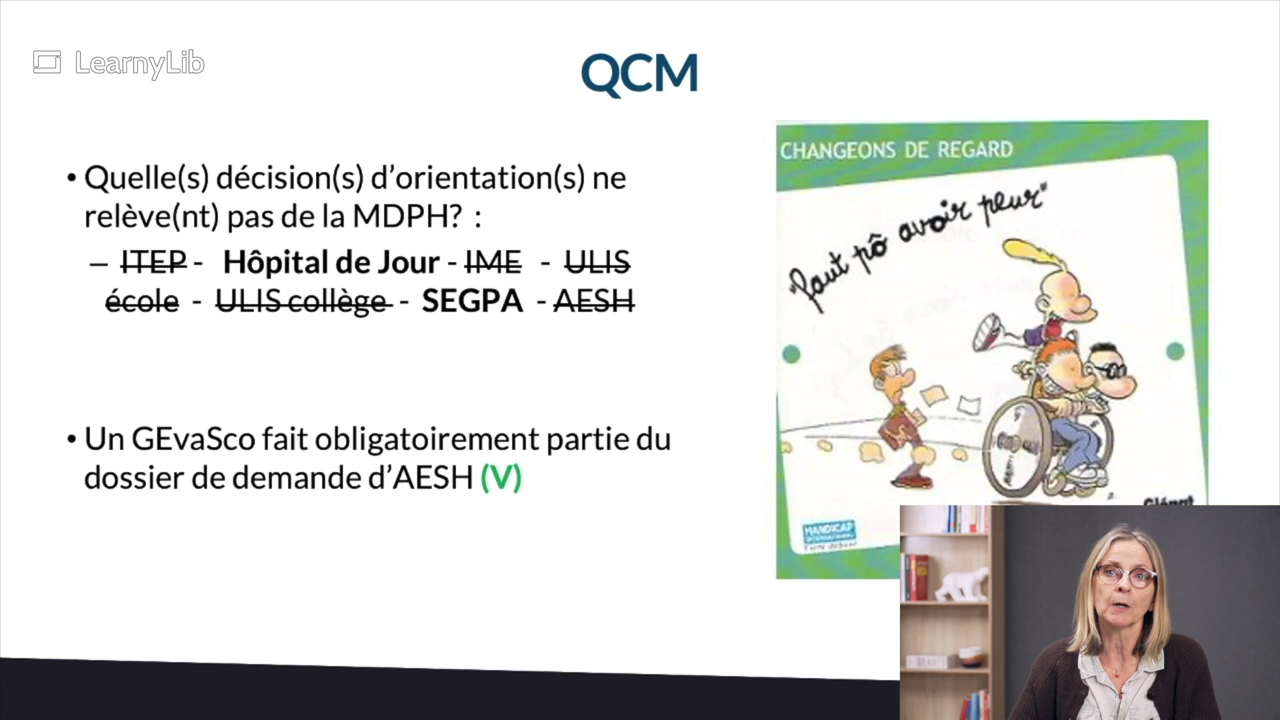 LearnyLib
QCM
• Quelle(s) décision(s) d’orientation(s) ne
relève(nt) pas de la MDPH? :
– ITEP - Hôpital de Jour - IME - ULIS
école - ULIS collège - SEGPA - AESH
• Un GEvaSco fait obligatoirement partie du
dossier de demande d’AESH (V)
CHANGEONS DE REGARD
"faut pô avoir peur"
Glénat
HANDICAP
INTERNATIONAL